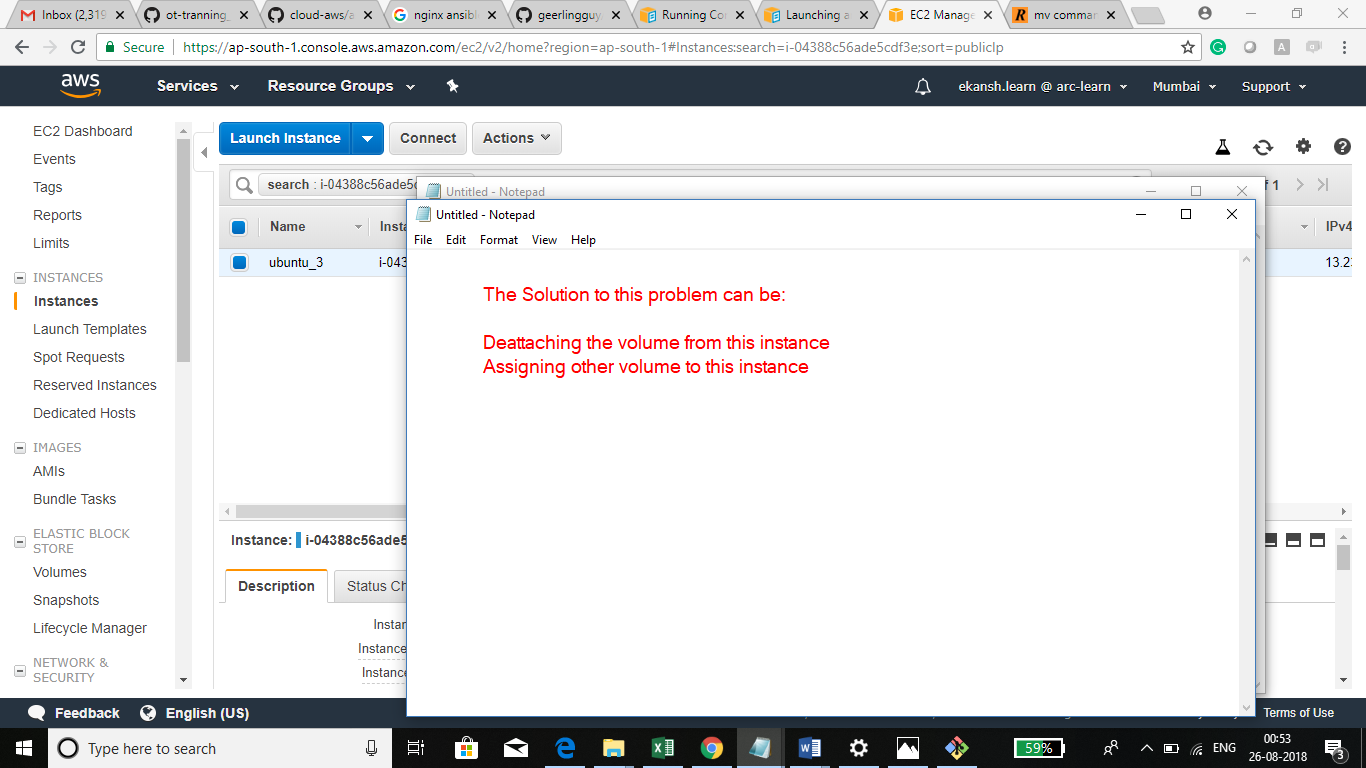 Inbox (2,319
ot-tranning_
cloud-aws/a
nginx ansibl
geerlingguy
Running Co
Launching a
EC2 Manage
mv comman
Secure
https://ap-south-1.console.aws.amazon.com/ec2/v2/home?region=ap-south-1#Instances:search=i-04388c56ade5cdf3e;sort=publicIp
aws
Services
Resource Groups
ekansh.learn @ arc-learn
Mumbai
Support
EC2 Dashboard
Events
Tags
Reports
Limits
INSTANCES
Instances
Launch Templates
Spot Requests
Reserved Instances
Dedicated Hosts
IMAGES
AMIs
Bundle Tasks
ELASTIC BLOCK
STORE
Volumes
Snapshots
Lifecycle Manager
NETWORK &
SECURITY
Launch Instance
Connect
Actions
search : i-04388c56ade5c
f 1
Name
Insta
IPv4
ubuntu_3
i-043
13.2
Untitled - Notepad
Untitled - Notepad
File Edit Format View Help
The Solution to this problem can be:
Deattaching the volume from this instance
Assigning other volume to this instance
Instance:
i-04388c56ade5
Description
Status Ch
Instar
Instance
Instance
Feedback
English (US)
Terms of Use
Type here to search
59%
ENG
00:53
26-08-2018
3